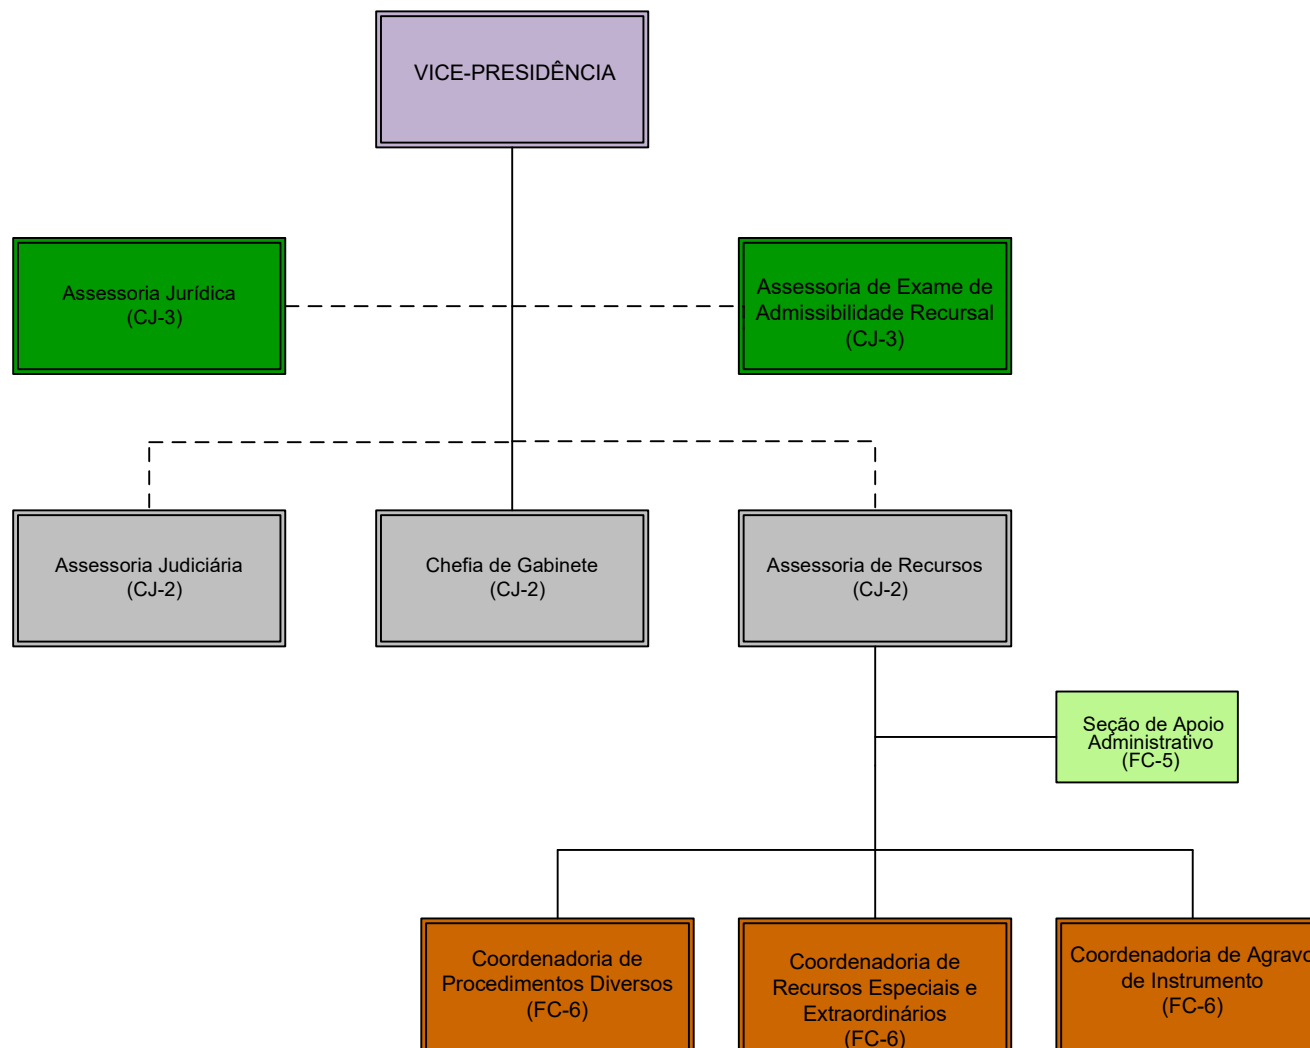 VICE-PRESIDÊNCIA
Assessoria Jurídica
(CJ-3)
Assessoria de Exame de
Admissibilidade Recursal
(CJ-3)
Assessoria Judiciária
(CJ-2)
Chefia de Gabinete
(CJ-2)
Assessoria de Recursos
(CJ-2)
Seção de Apoio
Administrativo
(FC-5)
Coordenadoria de
Procedimentos Diversos
(FC-6)
Coordenadoria de
Recursos Especiais e
Extraordinários
(FC-6)
Coordenadoria de Agravo
de Instrumento
(FC-6)